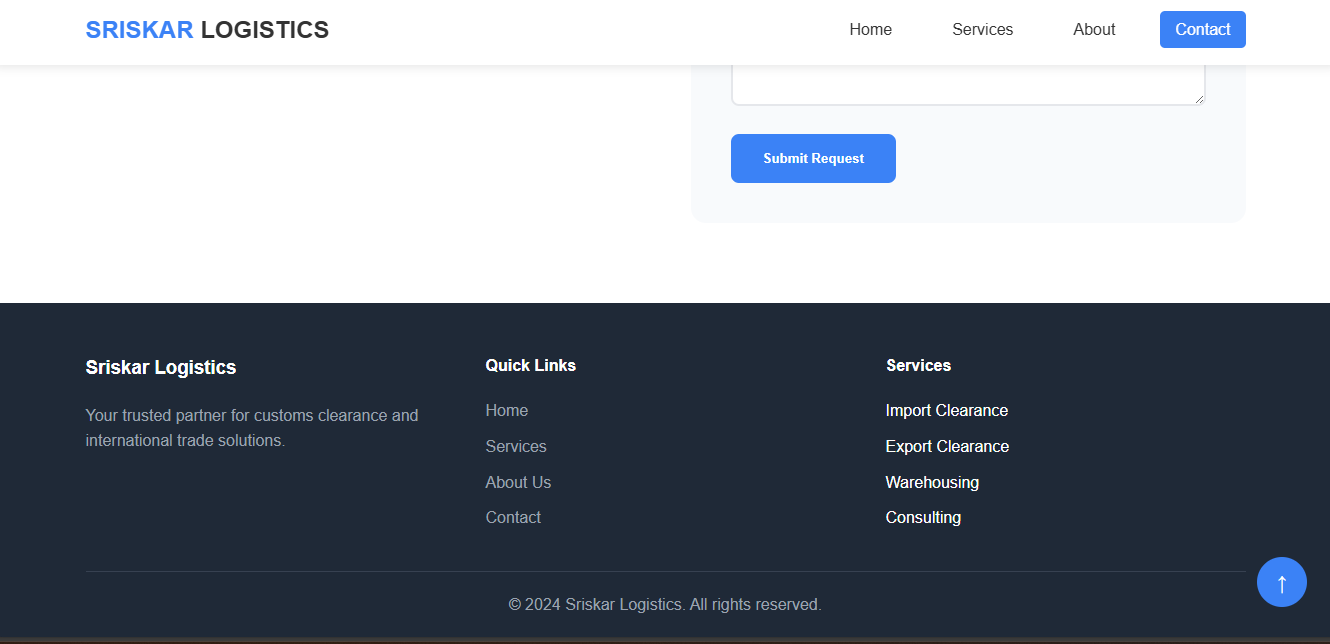 SRISKAR LOGISTICS
Home
Services
About
Contact
Submit Request
Sriskar Logistics
Your trusted partner for customs clearance and
international trade solutions.
Quick Links
Home
Services
About Us
Contact
Services
Import Clearance
Export Clearance
Warehousing
Consulting
© 2024 Sriskar Logistics. All rights reserved.
↑